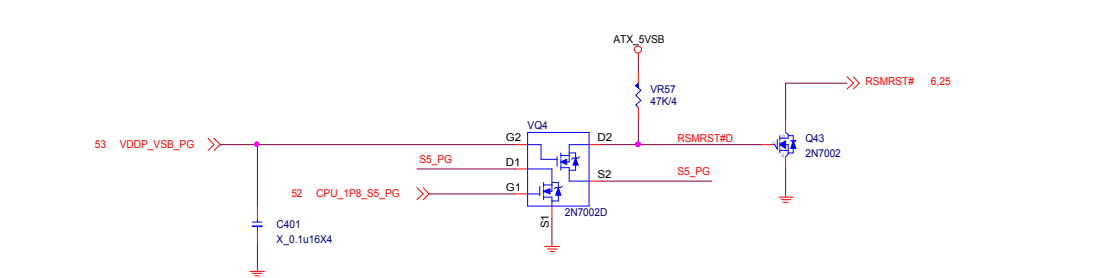 ATX_5VSB
RSMRST# 6,25
VR57
47K/4
VQ4
53 VDDP_VSB_PG
G2
D2
RSMRST#D
Q43
2N7002
S5_PG
D1
S2
S5_PG
52 CPU_1P8_S5_PG
G1
2N7002D
S1
C401
X_0.1u16X4